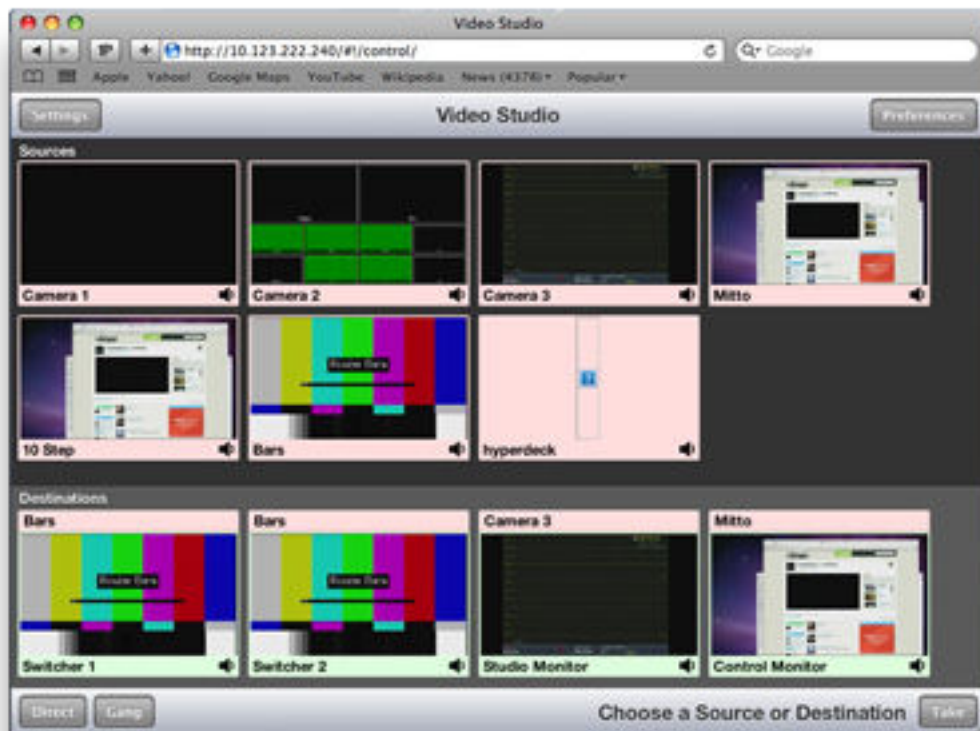 Video Studio
http://10.123.222.240/#!/control/
Google
Apple Yahoo! Google Maps YouTube Wikipedia News (4378) Popular
Settings
Video Studio
Preferences
Sources
Camera 1
Camera 2
Camera 3
Mitto
10 Step
Bars
hyperdeck
Destinations
Bars
Bars
Camera 3
Mitto
Switcher 1
Switcher 2
Studio Monitor
Control Monitor
Direct
Gang
Choose a Source or Destination
Take